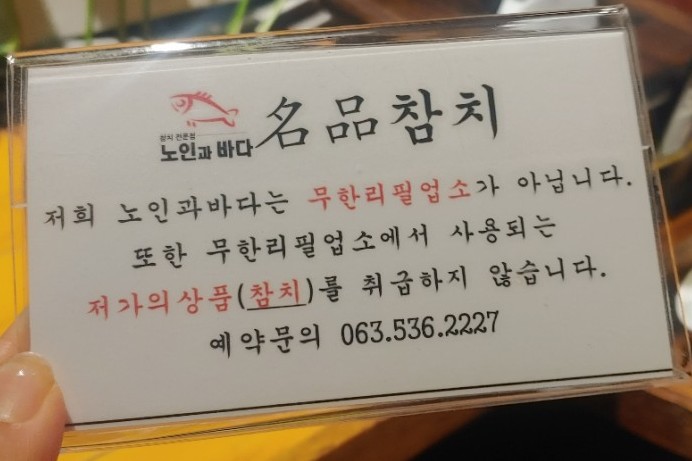 참치 전문점
노인과 바다
名品참치
저희 노인과바다는 무한리필업소가 아닙니다.
또한 무한리필업소에서 사용되는
저가의상품(참치)를 취급하지 않습니다.
예약문의 063.536.2227